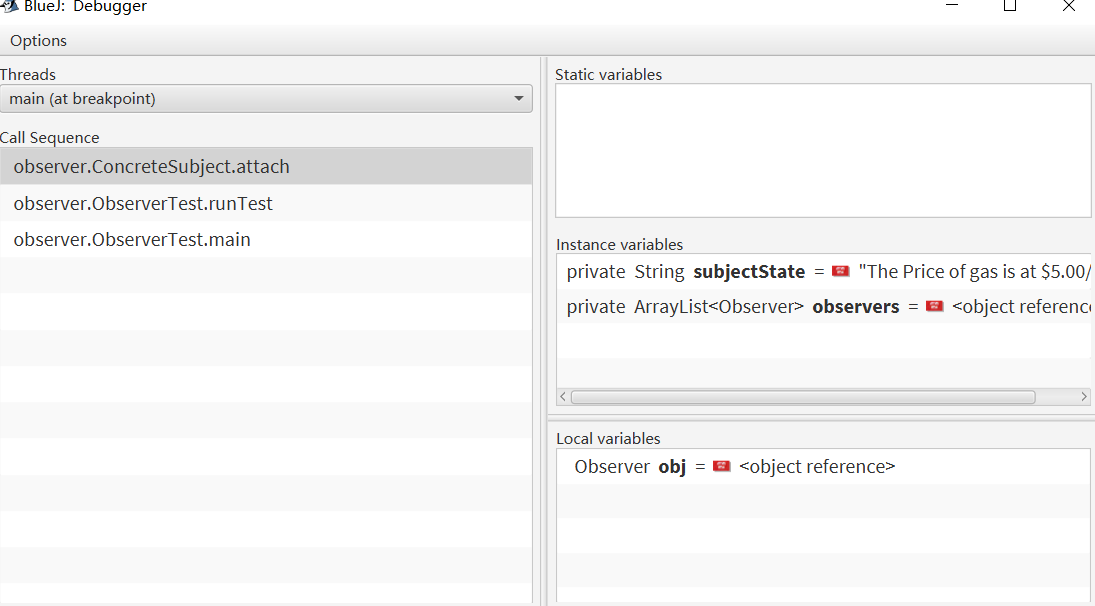 BlueJ: Debugger
Options
Threads
main (at breakpoint)
Call Sequence
observer.ConcreteSubject.attach
observer.ObserverTest.runTest
observer.ObserverTest.main
Static variables
Instance variables
private String subjectState = "The Price of gas is at $5.00/
private ArrayList<Observer> observers = <object reference
Local variables
Observer obj = <object reference>